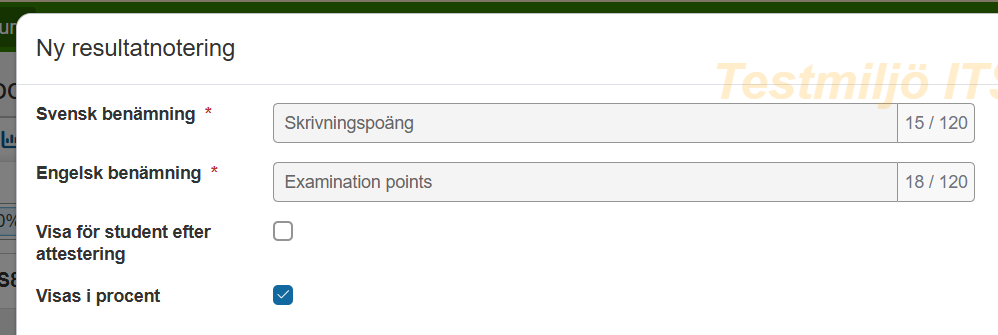 Ny resultatnotering
Testmiljö ITS
Svensk benämning *
Skrivningspoäng
15 / 120
Engelsk benämning *
Examination points
18 / 120
Visa för student efter
attestering
Visas i procent